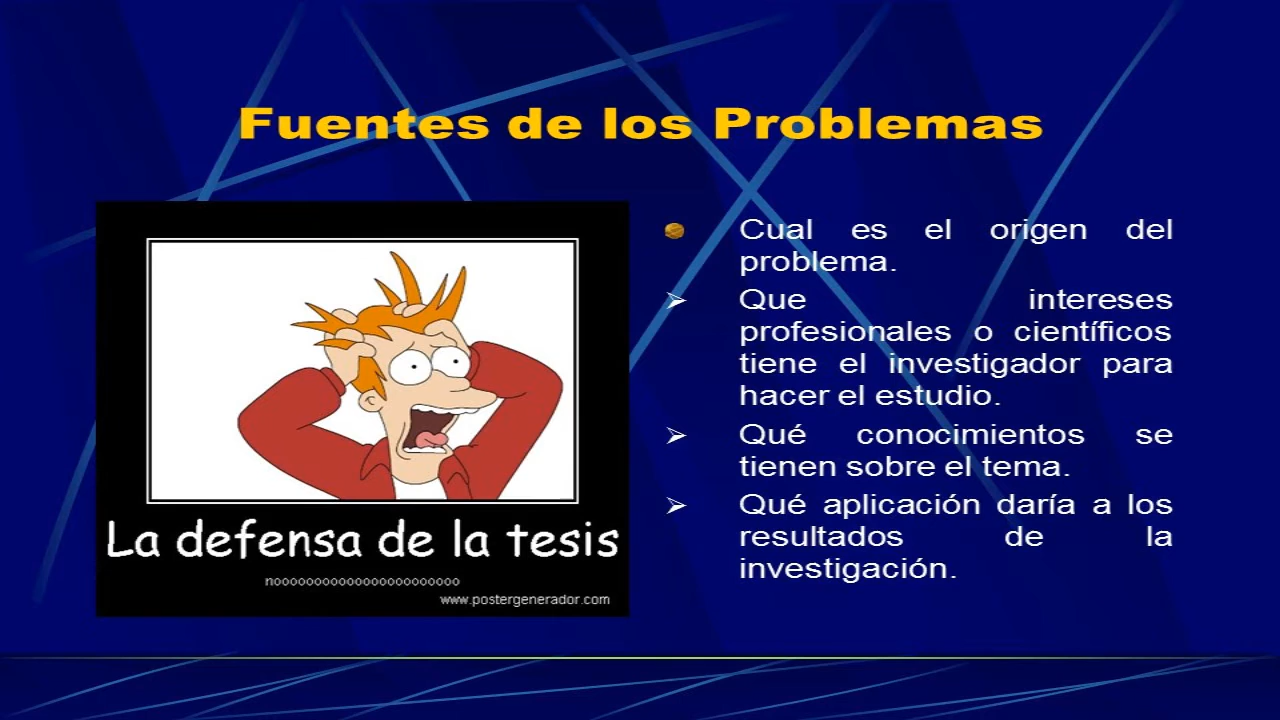 Fuentes de los Problemas
La defensa de la tesis
noooooooooooooooooooooooo
www.postergenerador.com
Cual es el origen del
problema.
Que intereses
profesionales o científicos
tiene el investigador para
hacer el estudio.
Qué conocimientos se
tienen sobre el tema.
Qué aplicación daría a los
resultados de la
investigación.